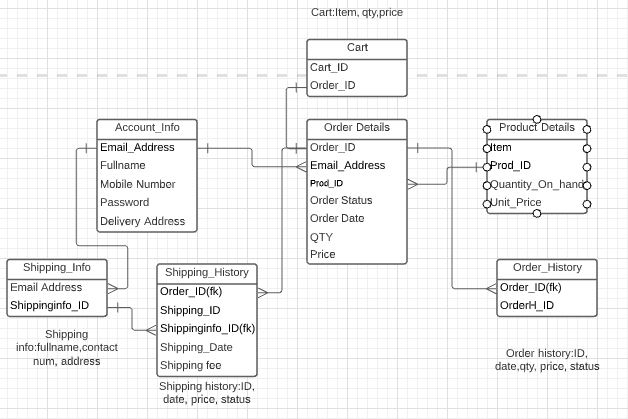 Cart:Item, qty,price
Cart
Cart_ID
Order_ID
Account_Info
Email_Address
Fullname
Mobile Number
Password
Delivery Address
Order Details
Order_ID
Email_Address
Prod_ID
Order Status
Order Date
QTY
Price
Product Details
Item
Prod_ID
Quantity_On_hand
Unit_Price
Shipping_Info
Email Address
Shippinginfo_ID
Shipping
info:fullname,contact
num, address
Shipping_History
Order_ID(fk)
Shipping_ID
Shippinginfo_ID(fk)
Shipping_Date
Shipping fee
Shipping history:ID,
date, price, status
Order_History
Order_ID(fk)
OrderH_ID
Order history:ID,
date,qty, price, status